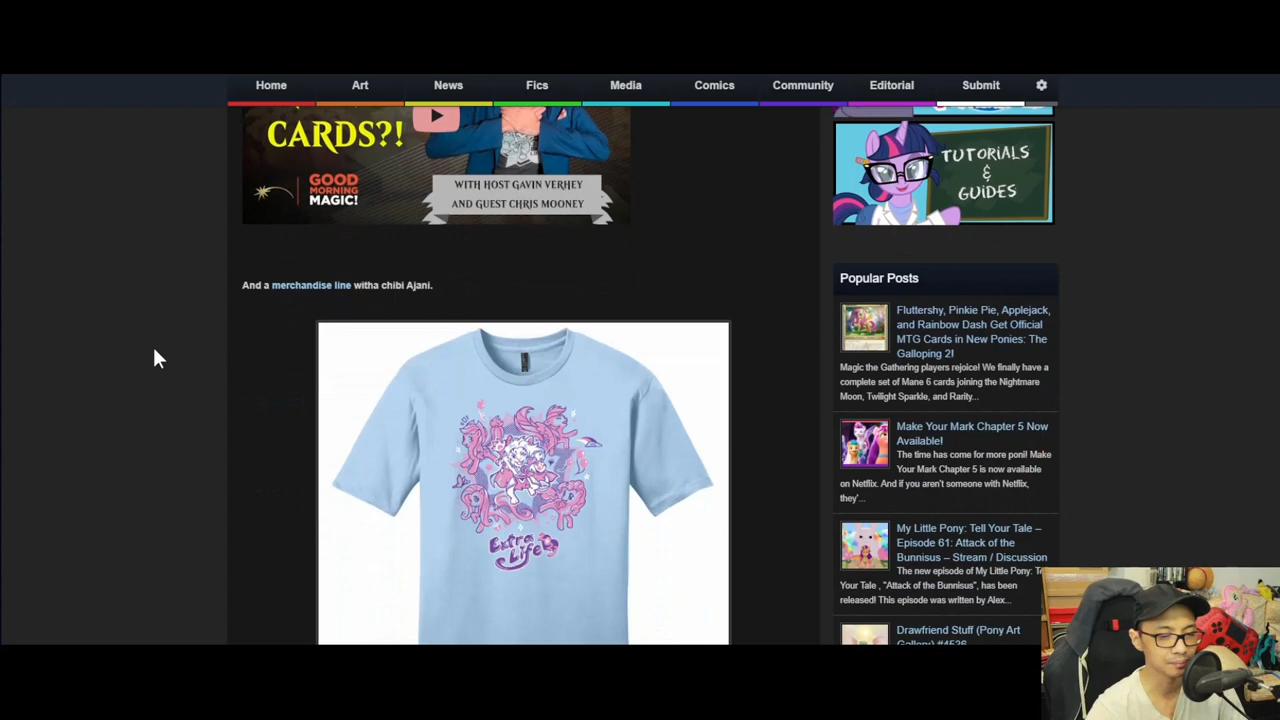 Home Art News Fics Media Comics Community Editorial Submit
CARDS?!
GOOD
MORNING
MAGIC!
WITH HOST GAVIN VERHEY
AND GUEST CHRIS MOONEY
And a merchandise line witha chibi Ajani.
Extra
Life
TUTORIALS
&
GUIDES
Popular Posts
Fluttershy, Pinkie Pie, Applejack,
and Rainbow Dash Get Official
MTG Cards in New Ponies: The
Galloping 2!
Magic the Gathering players rejoice! We finally have a
complete set of Mane 6 cards joining the Nightmare
Moon, Twilight Sparkle, and Rarity...
Make Your Mark Chapter 5 Now
Available!
The time has come for more poni! Make
Your Mark Chapter 5 is now available
on Netflix. And if you aren't someone with Netflix,
they'...
My Little Pony: Tell Your Tale –
Episode 61: Attack of the
Bunnisus – Stream / Discussion
The new episode of My Little Pony:
Your Tale , "Attack of the Bunnisus", has been
released! This episode was written by Alex...
Drawfriend Stuff (Pony Art
Gallery) #4526